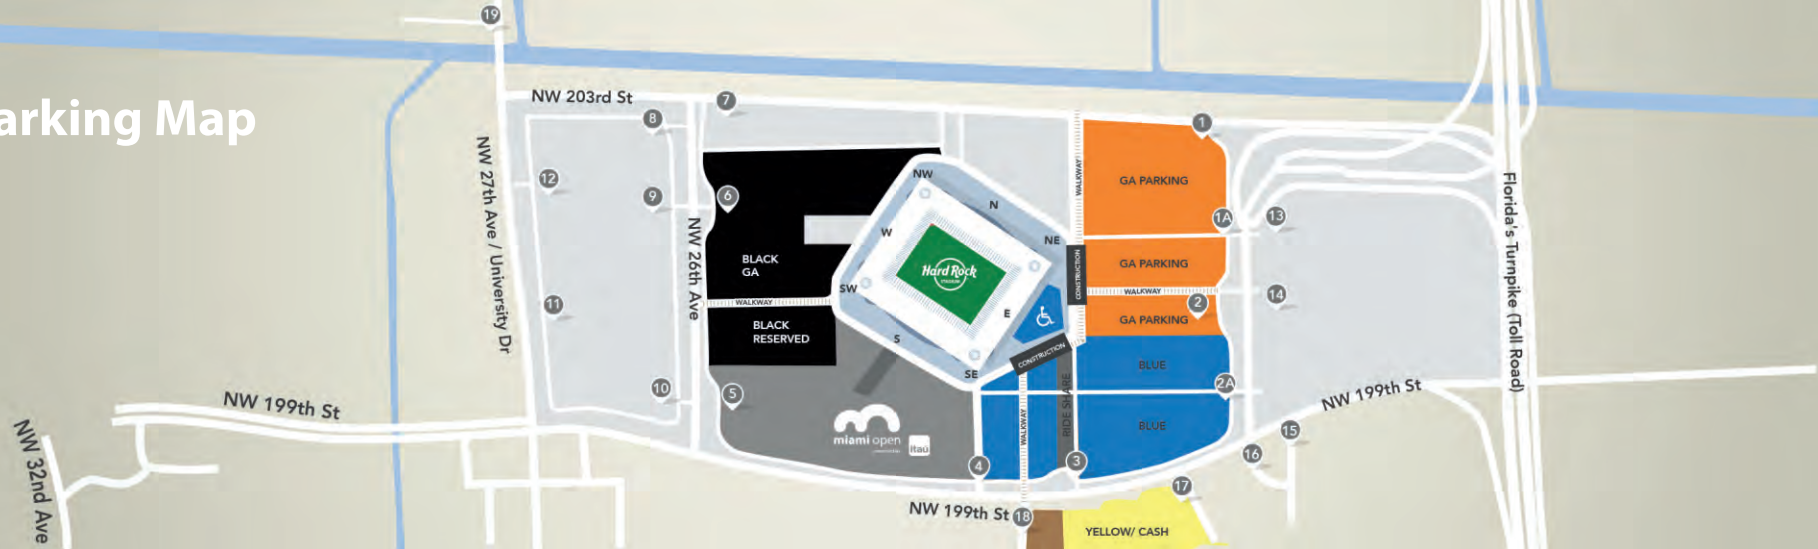 19
arking Map
NW 203rd St
7
8
1
NW 27th Ave / University Dr
12
9
6
NW 26th Ave
11
10
5
BLACK
GA
WALKWAY
BLACK
RESERVED
NW
N
NE
W
SW
E
S
SE
Hard Rock
STADIUM
WALKWAY
CONSTRUCTION
CONSTRUCTION
GA PARKING
1A
13
GA PARKING
WALKWAY
2
14
GA PARKING
BLUE
2A
BLUE
RIDE SHARE
WALKWAY
miami open
Itaú
4
3
Florida's Turnpike (Toll Road)
NW 199th St
NW 199th St
NW 32nd Ave
15
16
17
NW 199th St
18
YELLOW/ CASH